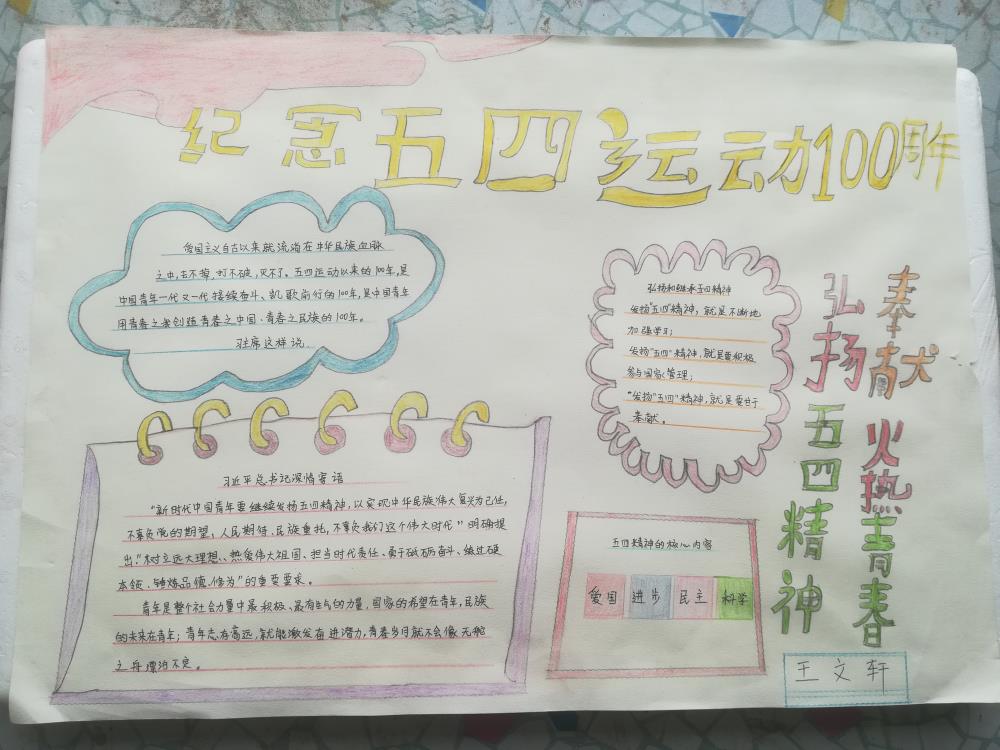 纪念五四运动100周年
爱国主义自古以来就流淌在中华民族血脉
之中,去不掉,打不破,灭不了。五四运动以来的100年,是
中国青年一代又一代接续奋斗、凯歌前行的100年,是中国青年
用青春之我创造青春之中国、青春之民族的100年。
习主席这样说
弘扬和继承五四精神
发扬"五四"精神,就是不断地
加强学习;
发扬"五四"精神,就是要积极
参与国家管理;
"发扬"五四"精神,就是要甘于
奉献。
弘扬五四精神
奉献火热青春
习近平总书记深情寄语
"新时代中国青年要继续发扬五四精神,以实现中华民族伟大复兴为己任,
不辜负党的期望、人民期待、民族重托,不辜负我们这个伟大时代"明确提
出:"树立远大理想、热爱伟大祖国、担当时代责任、勇于砥砺奋斗、练过硬
本领、锤炼品德修为"的重要要求。
青年是整个社会力量中最积极、最有生气的力量,国家的希望在青年,民族
的未来在青年;青年志存高远,就能激发奋进潜力,青春岁月就不会像无舵
之舟漂泊不定。
五四精神的核心内容
爱国 进步 民主 科学
王文轩